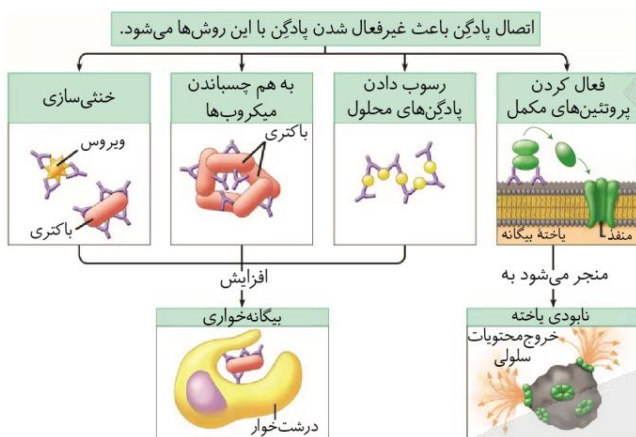 اتصال پادگِن باعث غیرفعال شدن پادگِن با این روش‌ها می‌شود.
فعال کردن
پروتئین‌های مکمل
رسوب دادن
پادگِن‌های محلول
به هم چسباندن
میکروب‌ها
خنثی‌سازی
باکتری
ویروس
باکتری
منفذ
یاختهٔ بیگانه
افزایش
منجر می‌شود به
بیگانه‌خواری
درشت‌خوار
نابودی یاخته
خروج‌محتویات
سلولی